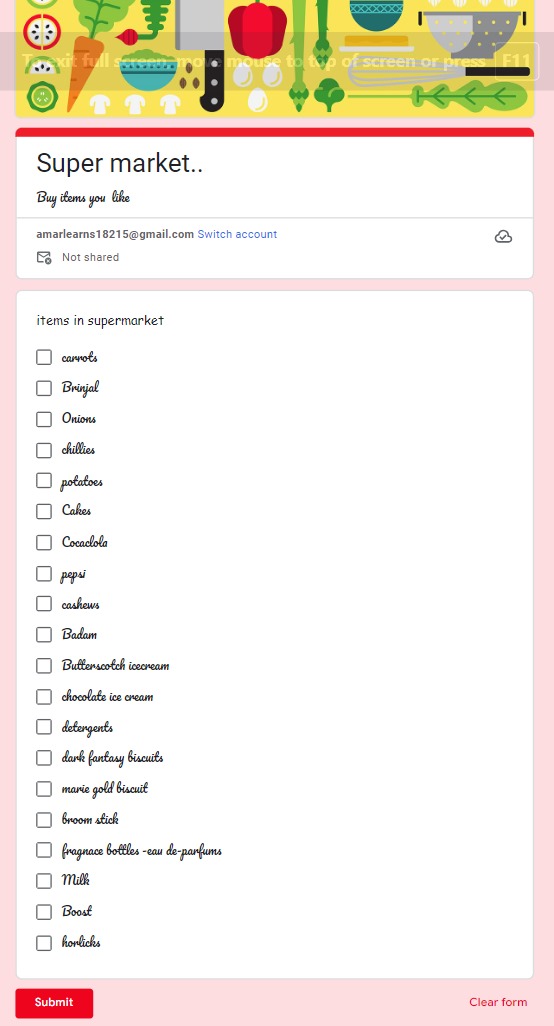 To exit full screen, move mouse to top of screen or press F11
Super market..
Buy items you like
amarlearns18215@gmail.com Switch account
Not shared
items in supermarket
carrots
Brinjal
Onions
chillies
potatoes
Cakes
Cocaclola
pepsi
cashews
Badam
Butterscotch icecream
chocolate ice cream
detergents
dark fantasy biscuits
marie gold biscuit
broom stick
fragnace bottles -eau de-parfums
Milk
Boost
horlicks
Submit Clear form